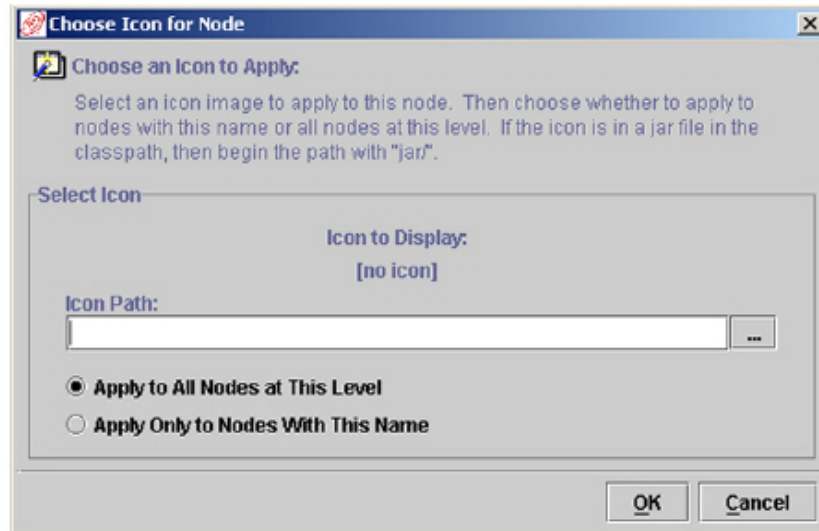 Choose Icon for Node
Choose an Icon to Apply:
Select an icon image to apply to this node. Then choose whether to apply to
nodes with this name or all nodes at this level. If the icon is in a jar file in the
classpath, then begin the path with "jar/".
Select Icon
Icon to Display:
[no icon]
Icon Path:
...
Apply to All Nodes at This Level
Apply Only to Nodes With This Name
OK Cancel